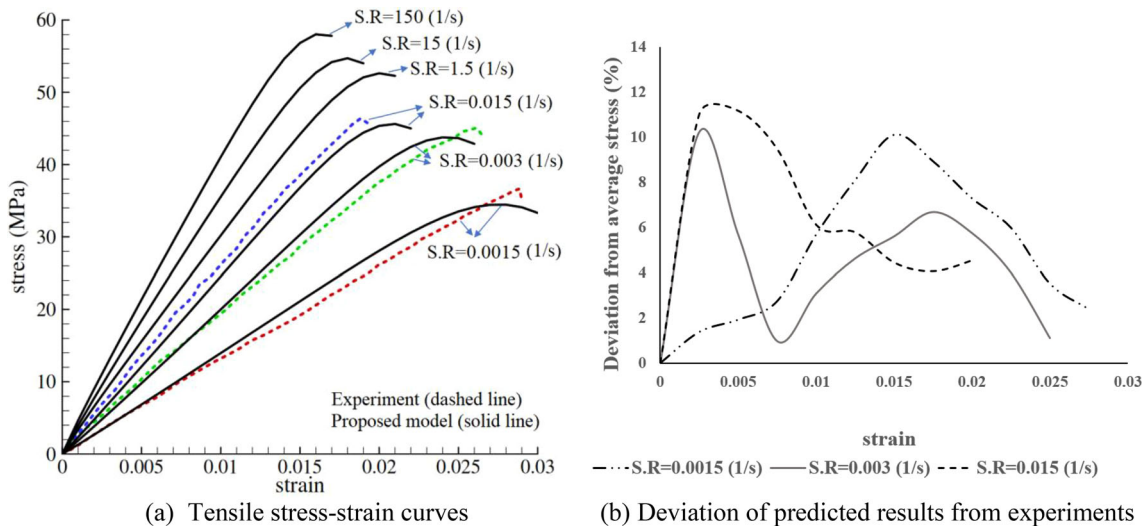 60
50
40
30
20
10
0
stress (MPa)
S.R=150 (1/s)
S.R=15 (1/s)
S.R=1.5 (1/s)
S.R=0.015 (1/s)
S.R=0.003 (1/s)
S.R=0.0015 (1/s)
Experiment (dashed line)
Proposed model (solid line)
0 0.005 0.01 0.015 0.02 0.025 0.03
strain
(a) Tensile stress-strain curves
14
12
10
8
6
4
2
0
Deviation from average stress (%)
0 0.005 0.01 0.015 0.02 0.025 0.03
strain
S.R=0.0015 (1/s) S.R=0.003 (1/s) S.R=0.015 (1/s)
(b) Deviation of predicted results from experiments